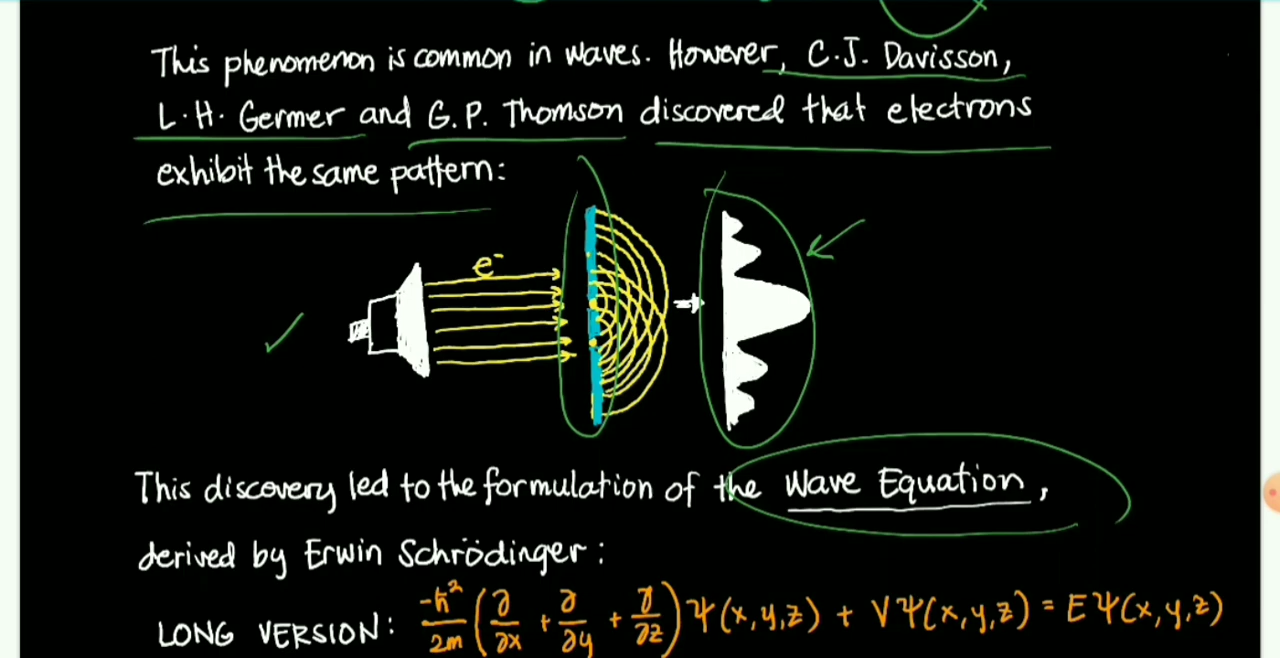 This phenomenon is common in waves. However, C.J. Davisson,
L.H. Germer and G.P. Thomson discovered that electrons
exhibit the same pattern:
e⁻
This discovery led to the formulation of the Wave Equation,
derived by Erwin Schrödinger:
LONG VERSION: -ħ²/2m (∂/∂x + ∂/∂y + ∂/∂z) Ψ(x,y,z) + VΨ(x,y,z) = EΨ(x,y,z)